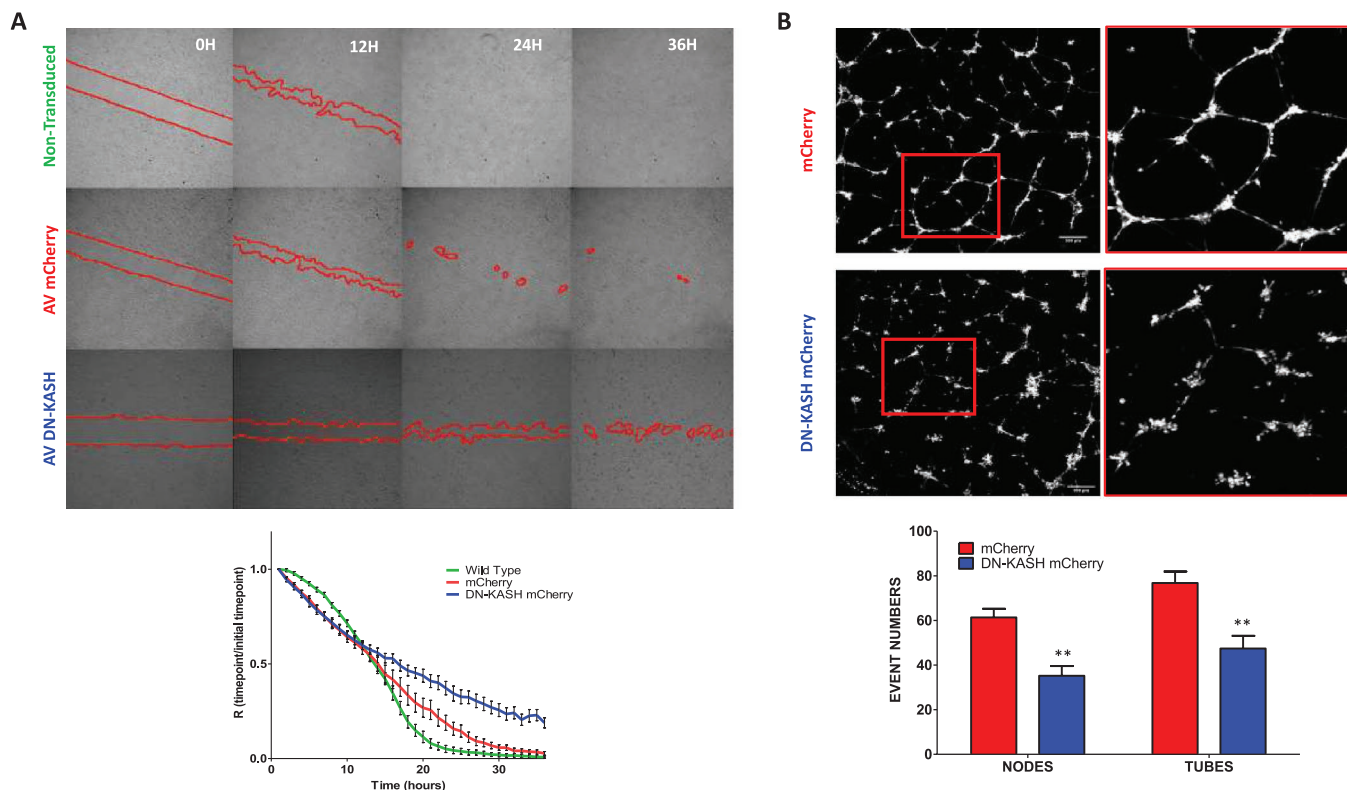 A
0H
12H
24H
36H
Non-Transduced
AV mCherry
AV DN-KASH
1.0
0.5
0.0
0
10
20
30
R (timepoint/initial timepoint)
Time (hours)
Wild Type
mCherry
DN-KASH mCherry
B
mCherry
DN-KASH mCherry
100
80
60
40
20
0
EVENT NUMBERS
mCherry
DN-KASH mCherry
**
**
NODES
TUBES